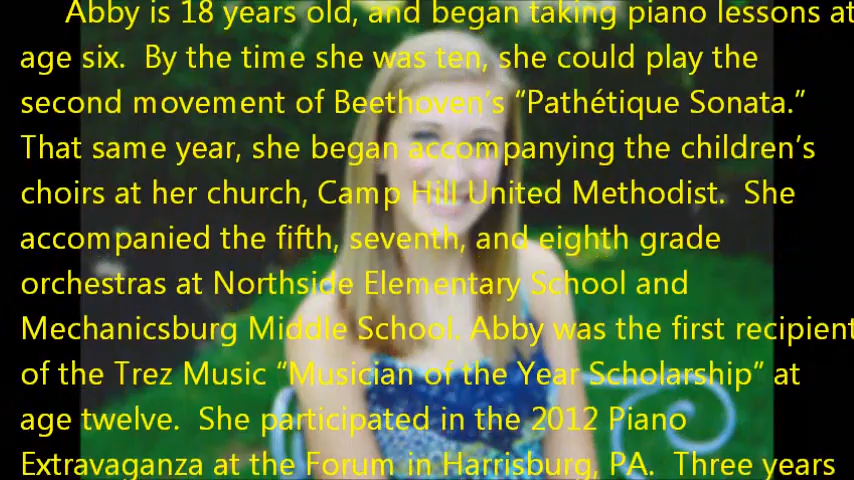 Abby is 18 years old, and began taking piano lessons at
age six. By the time she was ten, she could play the
second movement of Beethoven's “Pathétique Sonata.”
That same year, she began accompanying the children's
choirs at her church, Camp Hill United Methodist. She
accompanied the fifth, seventh, and eighth grade
orchestras at Northside Elementary School and
Mechanicsburg Middle School. Abby was the first recipient
of the Trez Music “Musician of the Year Scholarship” at
age twelve. She participated in the 2012 Piano
Extravaganza at the Forum in Harrisburg, PA. Three years